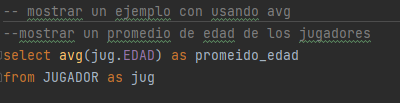 -- mostrar un ejemplo con usando avg
--mostrar un promedio de edad de los jugadores
select avg(jug.EDAD) as promeido_edad
from JUGADOR as jug